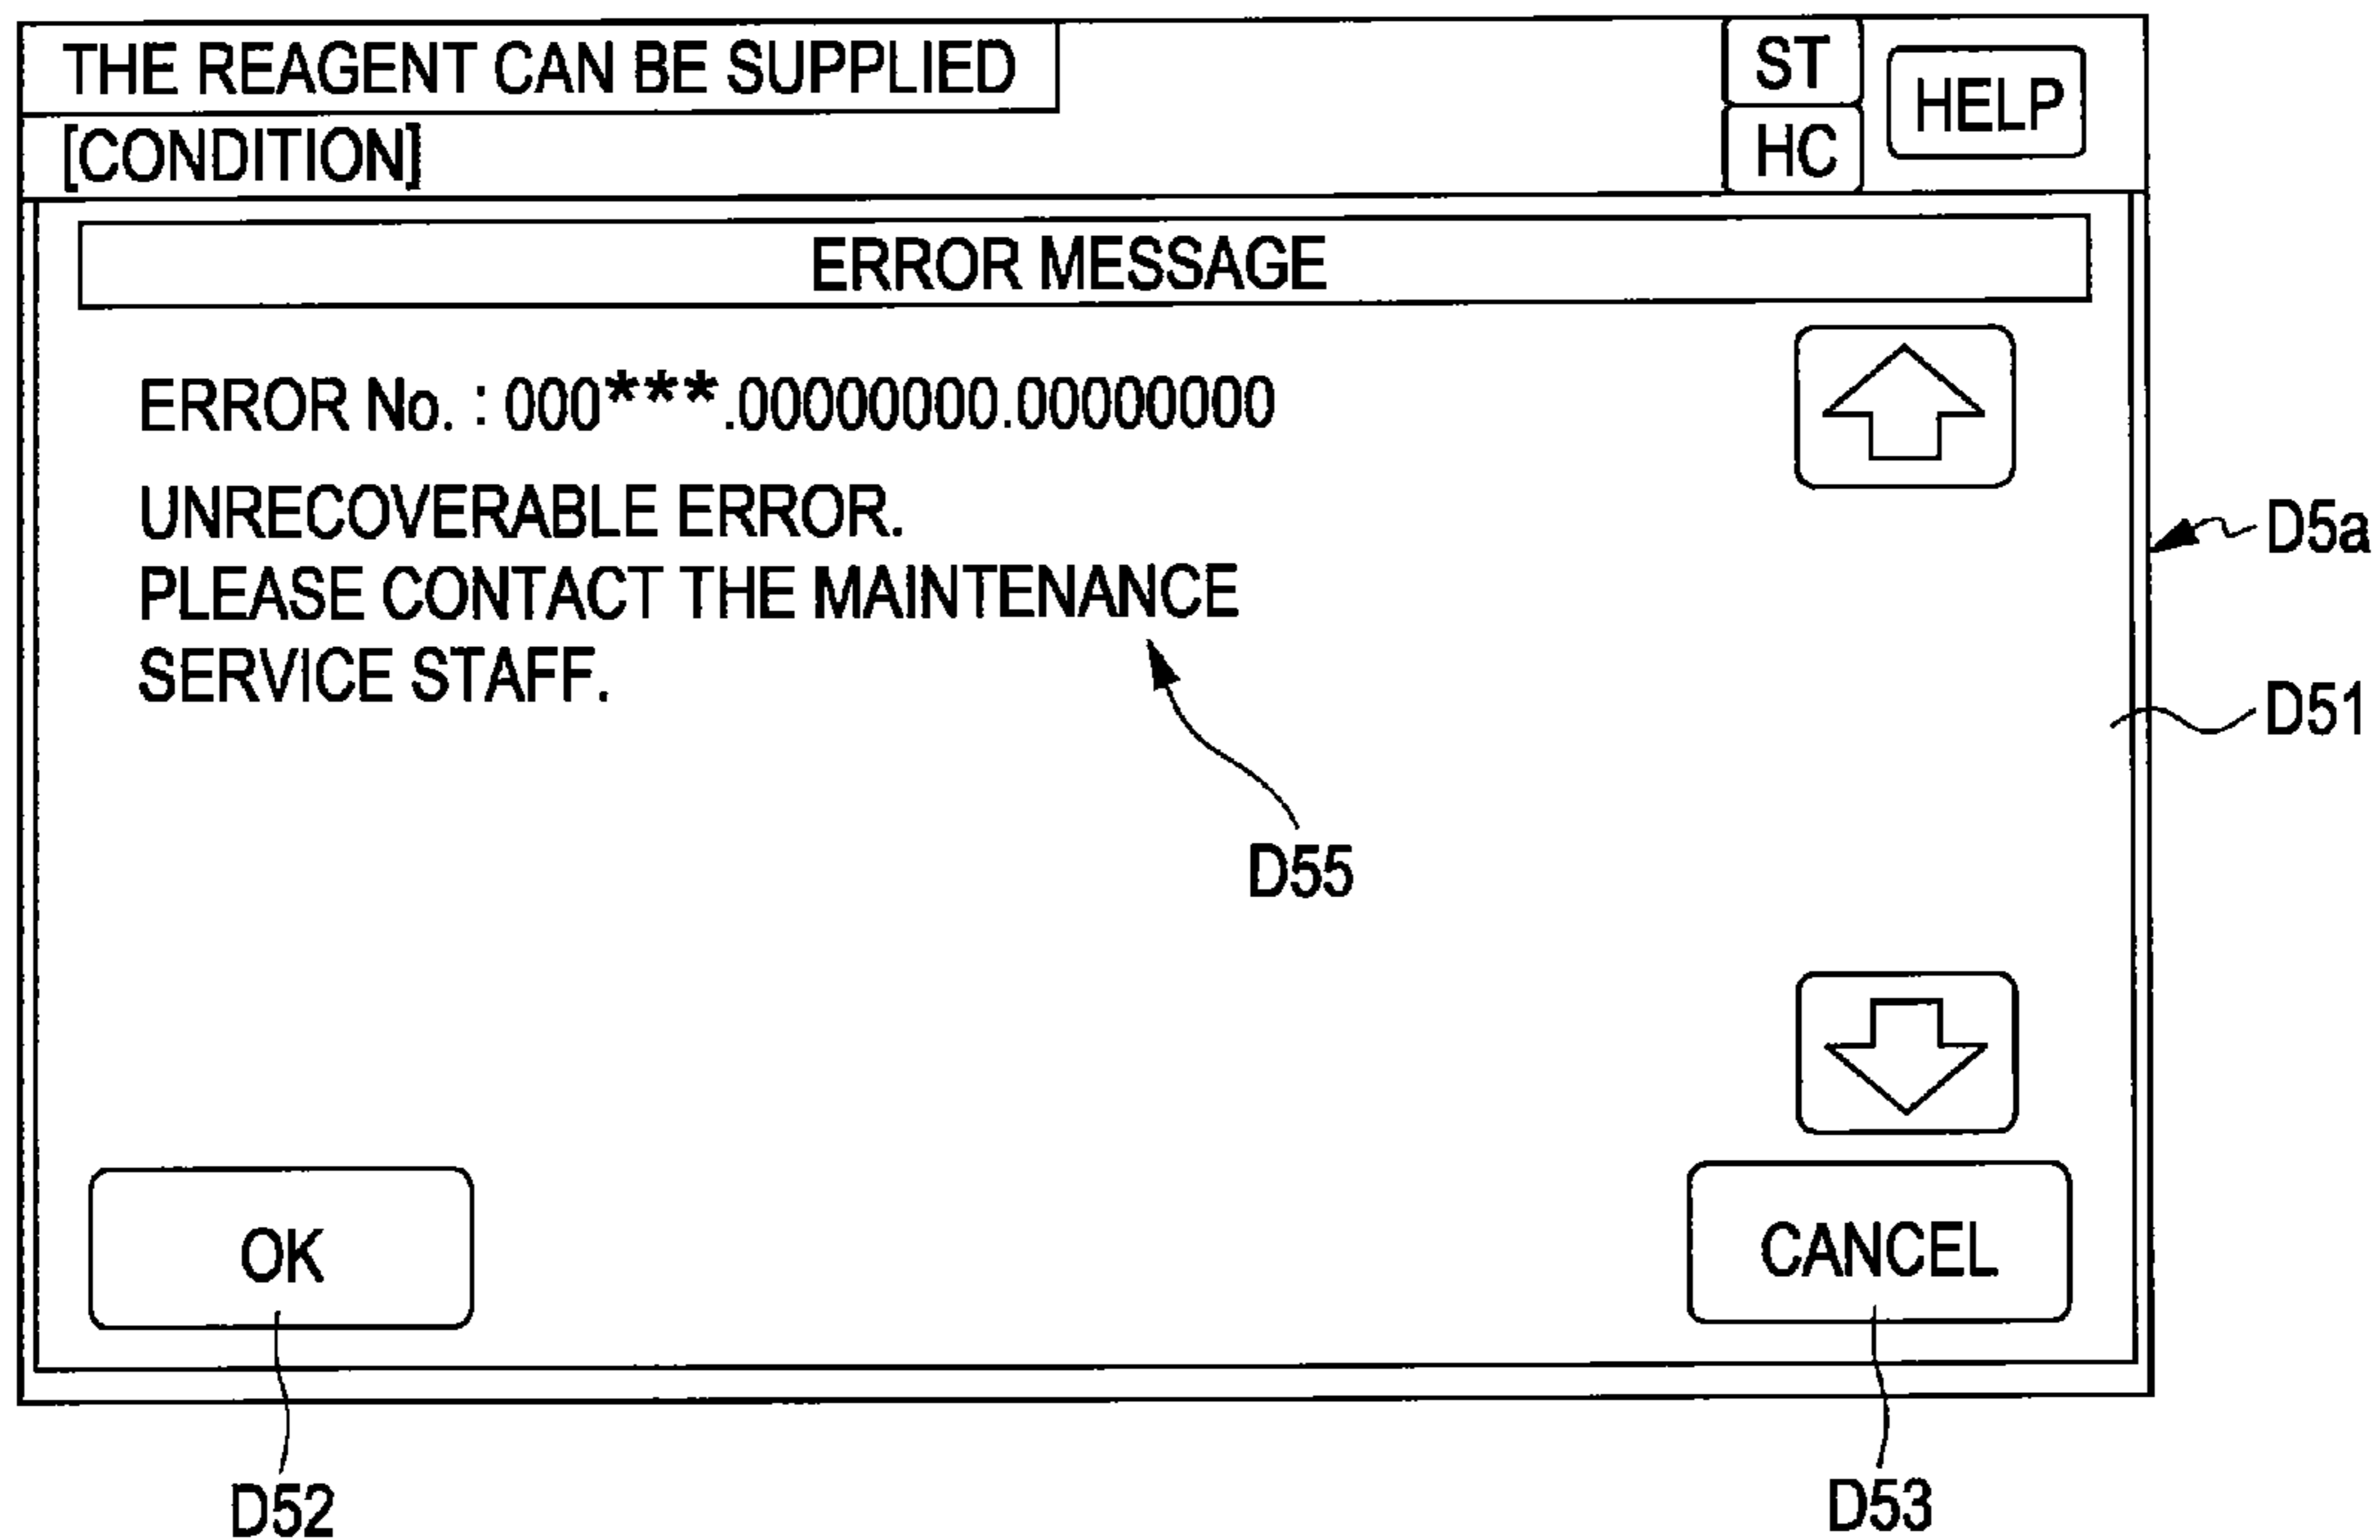 THE REAGENT CAN BE SUPPLIED
ST
HELP
[CONDITION]
HC
ERROR MESSAGE
ERROR No. : 000***.00000000.00000000
UNRECOVERABLE ERROR.
PLEASE CONTACT THE MAINTENANCE
SERVICE STAFF.
D5a
D51
D55
OK
CANCEL
D52
D53